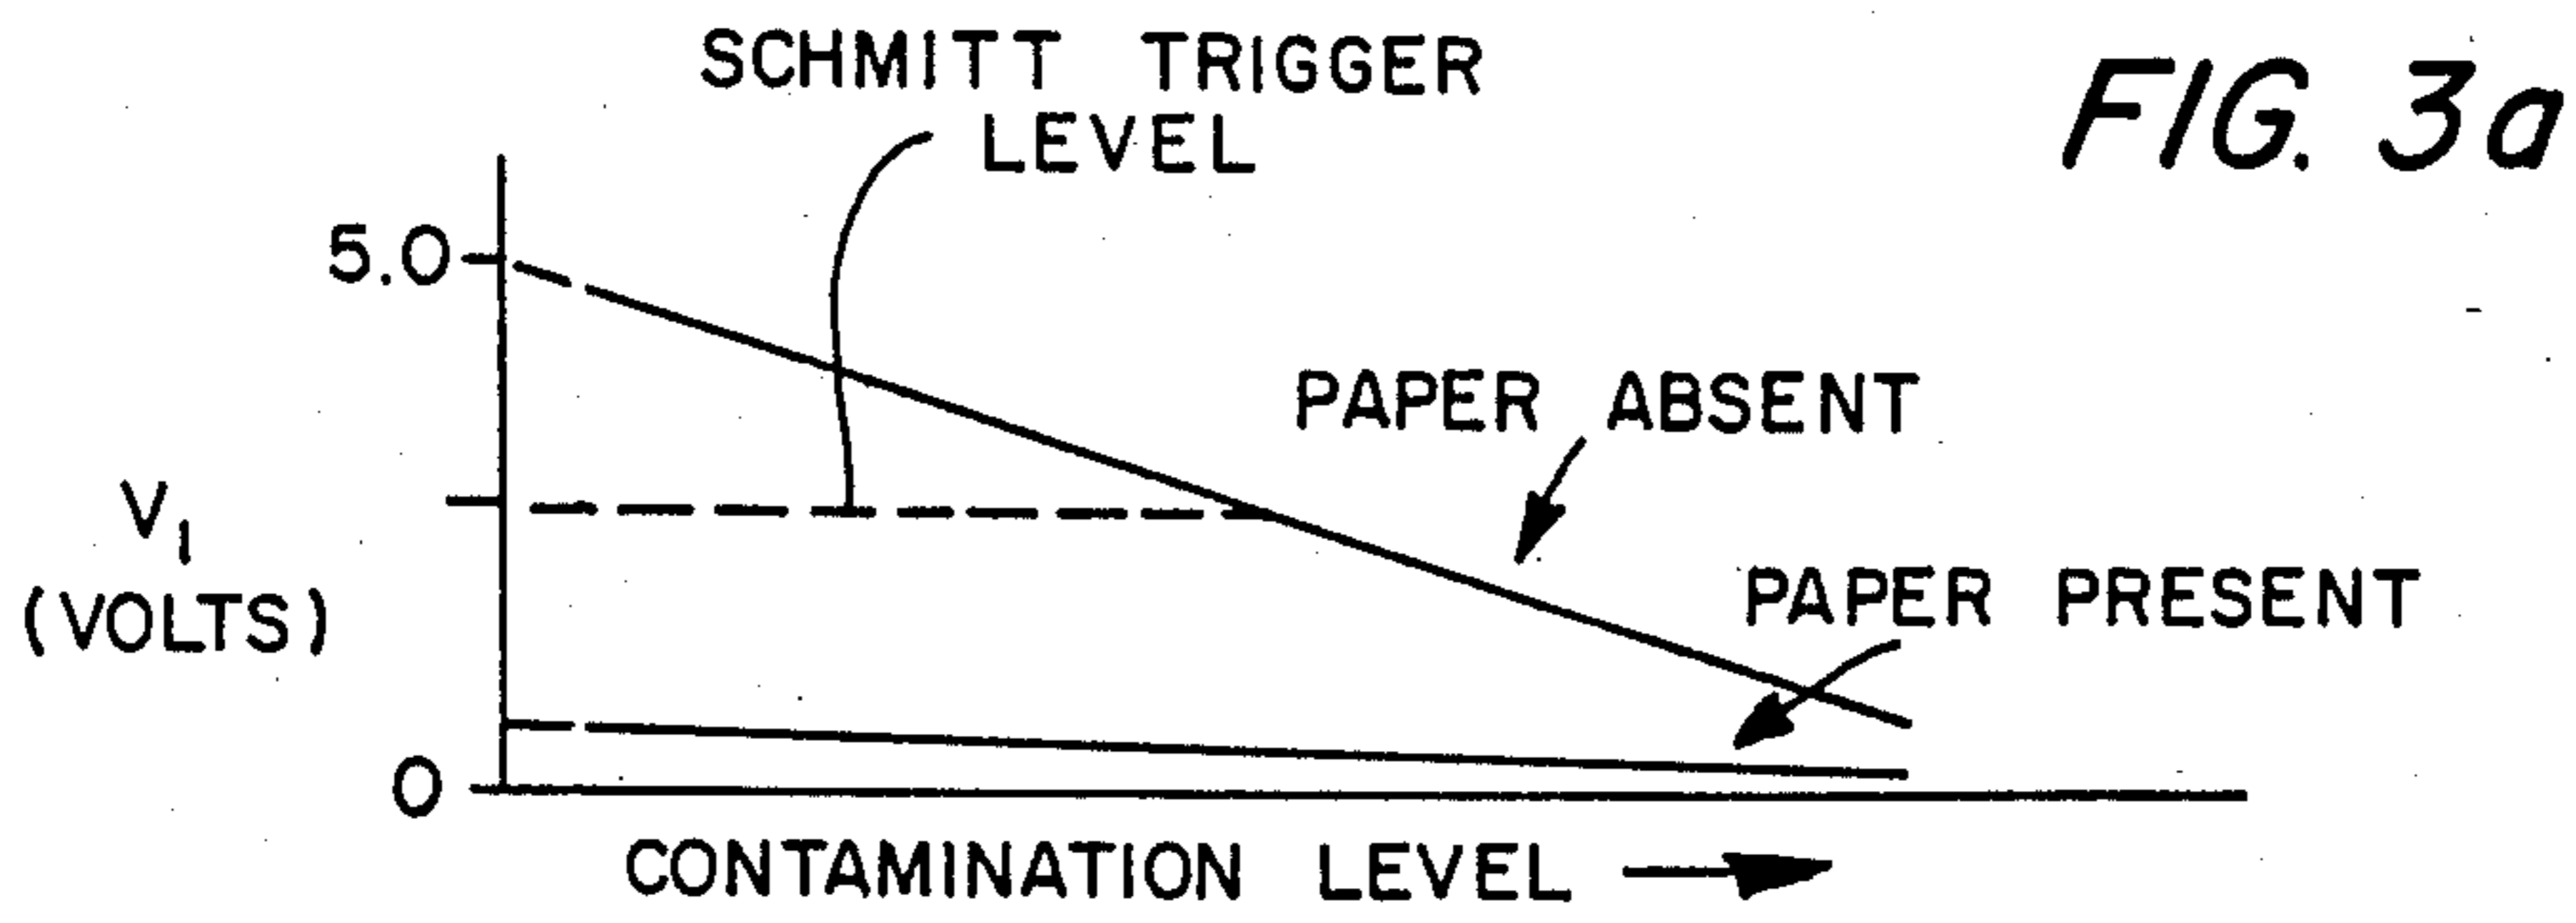 SCHMITT TRIGGER
LEVEL
FIG. 3a
5.0
PAPER ABSENT
V1
(VOLTS)
PAPER PRESENT
0
CONTAMINATION LEVEL